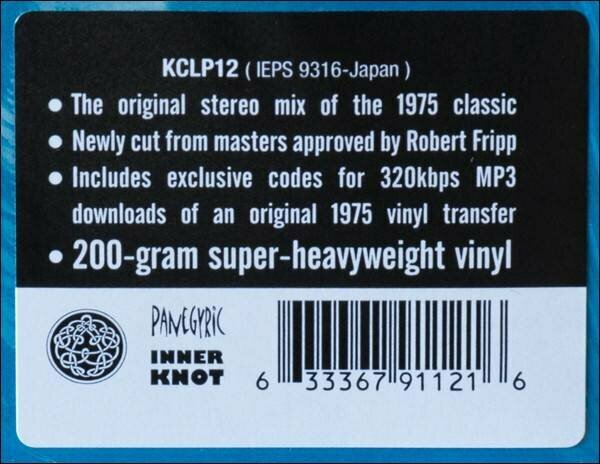 KCLP12 ( IEPS 9316-Japan )
• The original stereo mix of the 1975 classic
• Newly cut from masters approved by Robert Fripp
• Includes exclusive codes for 320kbps MP3
downloads of an original 1975 vinyl transfer
• 200-gram super-heavyweight vinyl
PANEGYRIC
INNER
KNOT
6 33367 91121 6